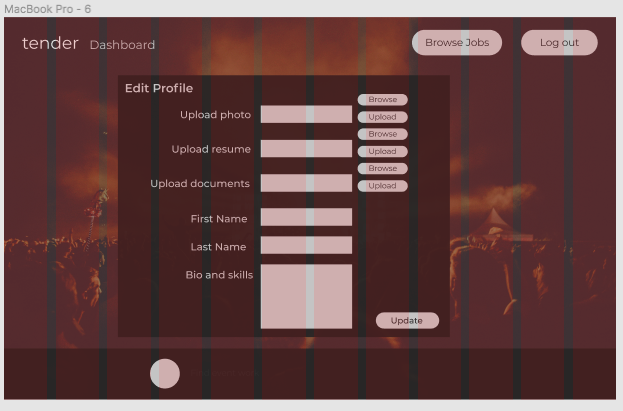 MacBook Pro - 6
tender Dashboard Browse Jobs Log out
Edit Profile
Browse
Upload photo
Upload
Browse
Upload resume
Upload
Browse
Upload documents
Upload
First Name
Last Name
Bio and skills
Update